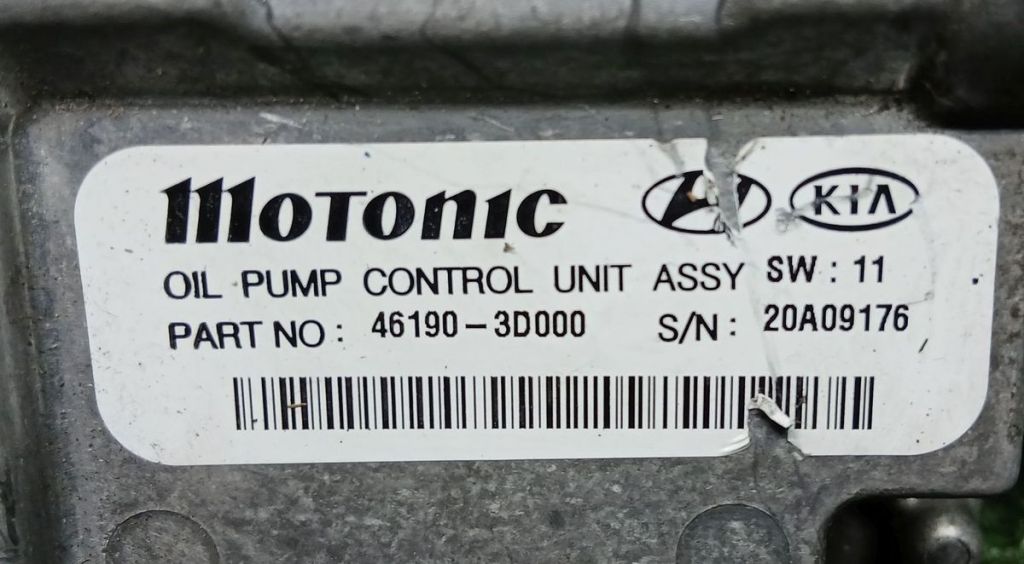 MOTONIC KIA
OIL PUMP CONTROL UNIT ASSY SW : 11
PART NO : 46190-3D000 S/N : 20A09176